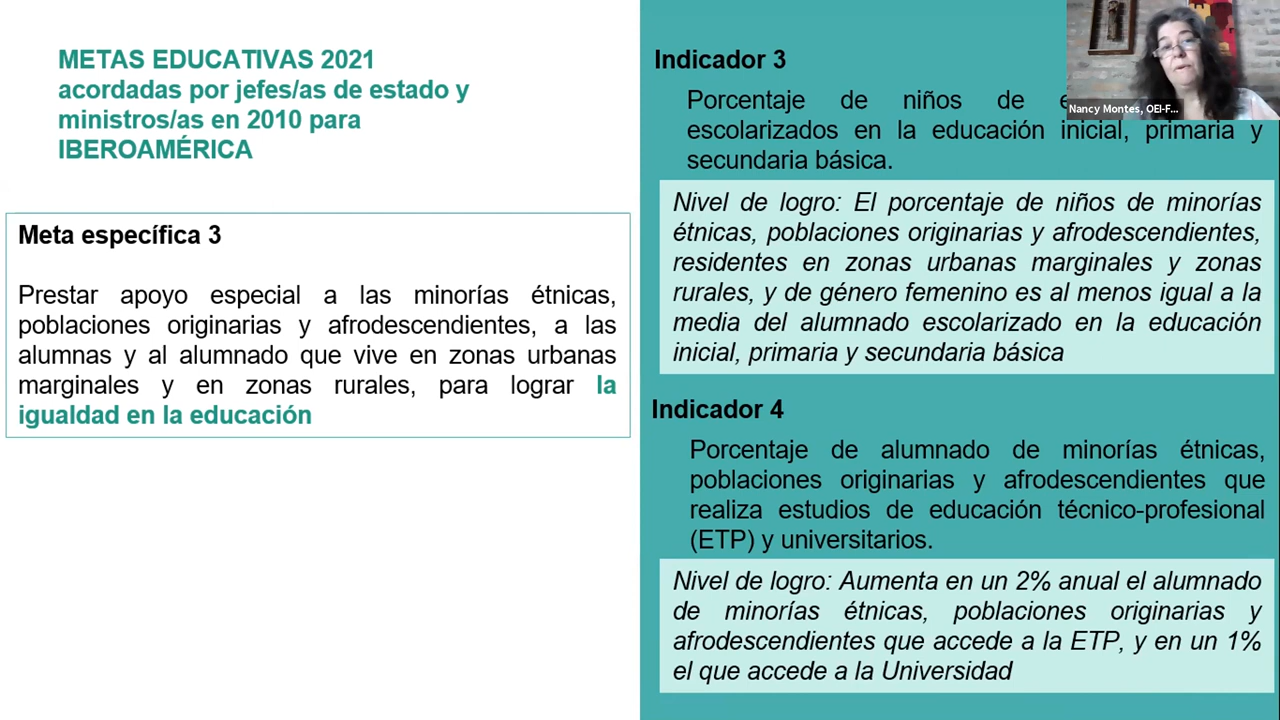 METAS EDUCATIVAS 2021
acordadas por jefes/as de estado y
ministros/as en 2010 para
IBEROAMÉRICA
Meta específica 3
Prestar apoyo especial a las minorías étnicas,
poblaciones originarias y afrodescendientes, a las
alumnas y al alumnado que vive en zonas urbanas
marginales y en zonas rurales, para lograr la
igualdad en la educación
Indicador 3
Porcentaje de niños de
escolarizados en la educación inicial, primaria y
secundaria básica.
Nivel de logro: El porcentaje de niños de minorías
étnicas, poblaciones originarias y afrodescendientes,
residentes en zonas urbanas marginales y zonas
rurales, y de género femenino es al menos igual a la
media del alumnado escolarizado en la educación
inicial, primaria y secundaria básica
Indicador 4
Porcentaje de alumnado de minorías étnicas,
poblaciones originarias y afrodescendientes que
realiza estudios de educación técnico-profesional
(ETP) y universitarios.
Nivel de logro: Aumenta en un 2% anual el alumnado
de minorías étnicas, poblaciones originarias y
afrodescendientes que accede a la ETP, y en un 1%
el que accede a la Universidad
Nancy Montes, OEI-F...